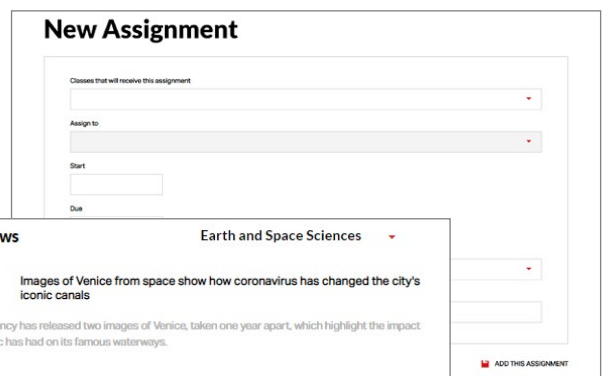 New Assignment
Classes that will receive this assignment
Assign to
Start
Due
Earth and Space Sciences
Images of Venice from space show how coronavirus has changed the city's
iconic canals
has released two images of Venice, taken one year apart, which highlight the impact
has had on its famous waterways.
ADD THIS ASSIGNMENT